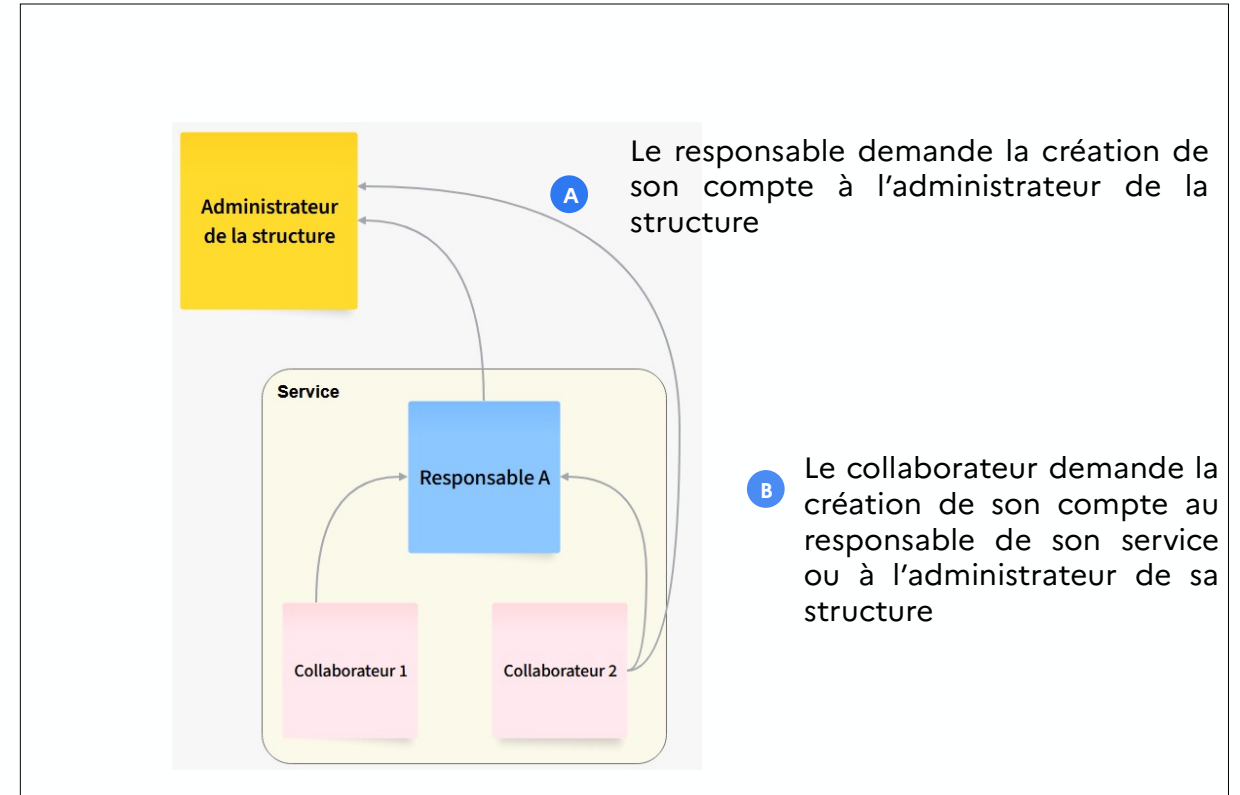 Administrateur
de la structure
A
Le responsable demande la création de
son compte à l’administrateur de la
structure
Service
Responsable A
Collaborateur 1
Collaborateur 2
B
Le collaborateur demande la
création de son compte au
responsable de son service
ou à l’administrateur de sa
structure